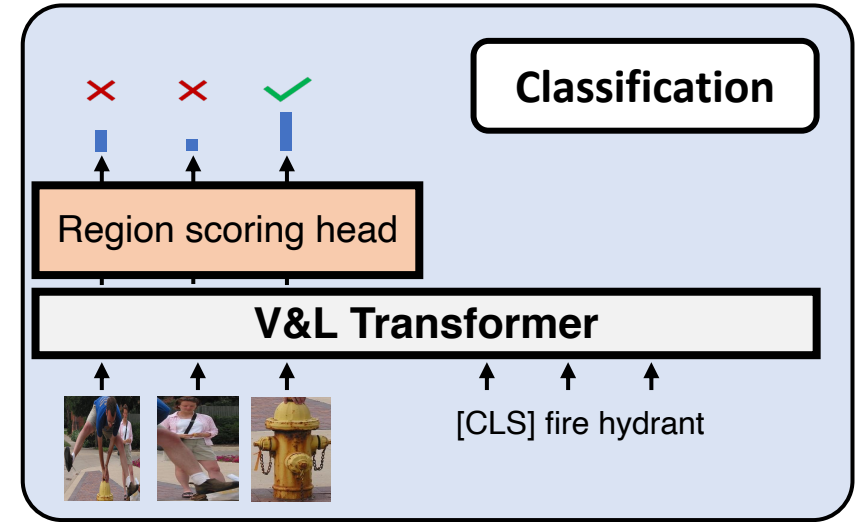 Classification
Region scoring head
V&L Transformer
[CLS] fire hydrant